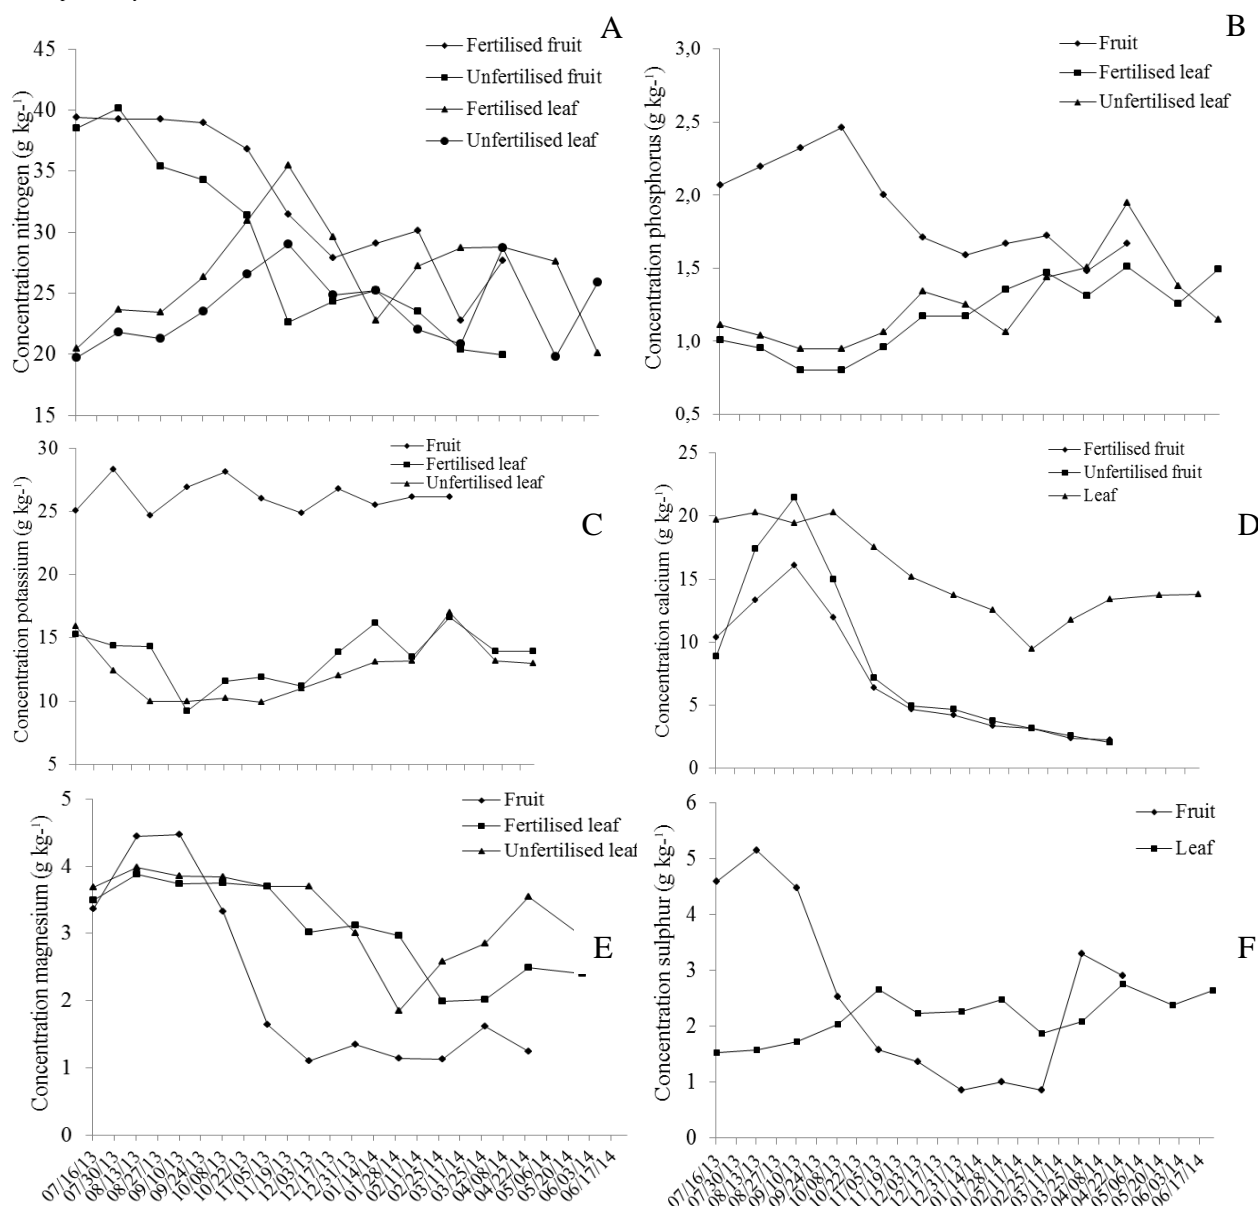 A
Fertilised fruit
Unfertilised fruit
Fertilised leaf
Unfertilised leaf
Concentration nitrogen (g kg-¹)
45
40
35
30
25
20
15
B
Fruit
Fertilised leaf
Unfertilised leaf
Concentration phosphorus (g kg-¹)
3,0
2,5
2,0
1,5
1,0
0,5
C
Fruit
Fertilised leaf
Unfertilised leaf
Concentration potassium (g kg-¹)
30
25
20
15
10
5
D
Fertilised fruit
Unfertilised fruit
Leaf
Concentration calcium (g kg-¹)
25
20
15
10
5
0
E
Fruit
Fertilised leaf
Unfertilised leaf
Concentration magnesium (g kg-¹)
5
4
3
2
1
0
07/16/13
07/30/13
08/13/13
08/27/13
09/10/13
09/24/13
10/08/13
10/22/13
11/05/13
11/19/13
12/03/13
12/17/13
12/31/13
01/14/14
01/28/14
02/11/14
02/25/14
03/11/14
03/25/14
04/08/14
04/22/14
05/06/14
05/20/14
06/03/14
06/17/14
F
Fruit
Leaf
Concentration sulphur (g kg-¹)
6
5
4
3
2
1
0
07/16/13
07/30/13
08/13/13
08/27/13
09/10/13
09/24/13
10/08/13
10/22/13
11/05/13
11/19/13
12/03/13
12/17/13
12/31/13
01/14/14
01/28/14
02/11/14
02/25/14
03/11/14
03/25/14
04/08/14
04/22/14
05/06/14
05/20/14
06/03/14
06/17/14